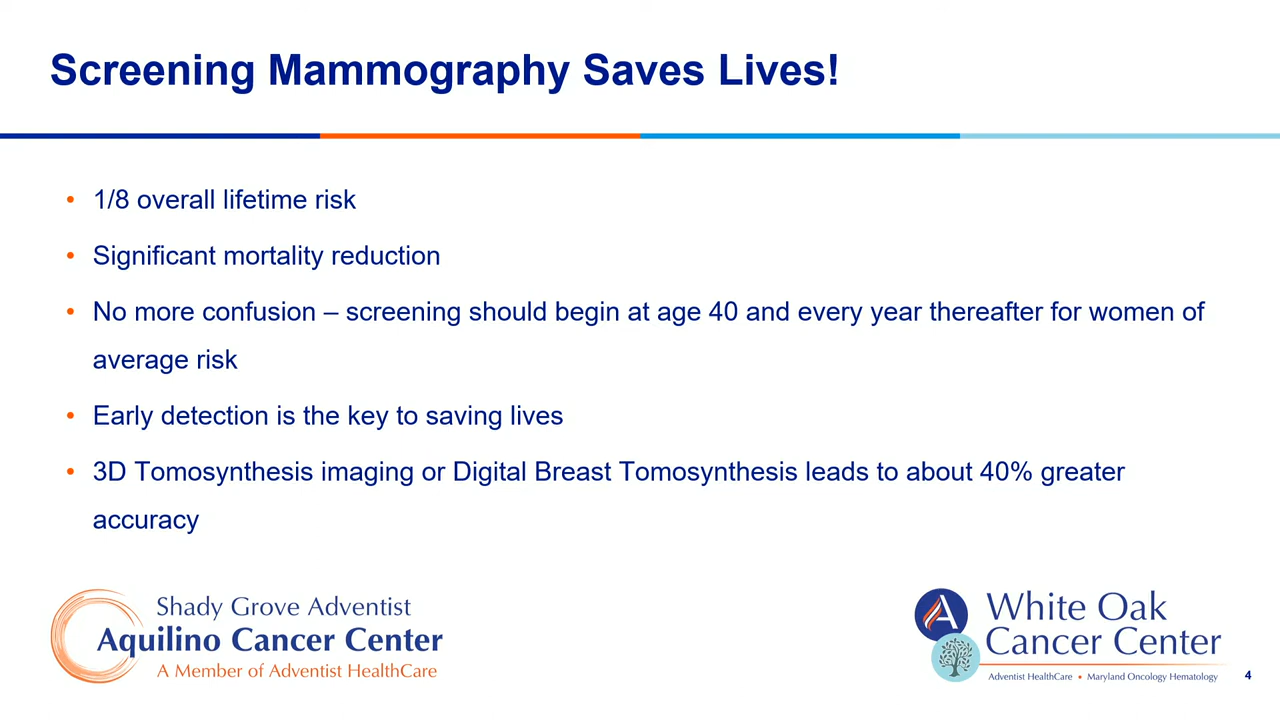 Screening Mammography Saves Lives!
• 1/8 overall lifetime risk
• Significant mortality reduction
• No more confusion – screening should begin at age 40 and every year thereafter for women of
average risk
• Early detection is the key to saving lives
• 3D Tomosynthesis imaging or Digital Breast Tomosynthesis leads to about 40% greater
accuracy
Shady Grove Adventist
Aquilino Cancer Center
A Member of Adventist HealthCare
A
White Oak
Cancer Center
Adventist HealthCare • Maryland Oncology Hematology
4